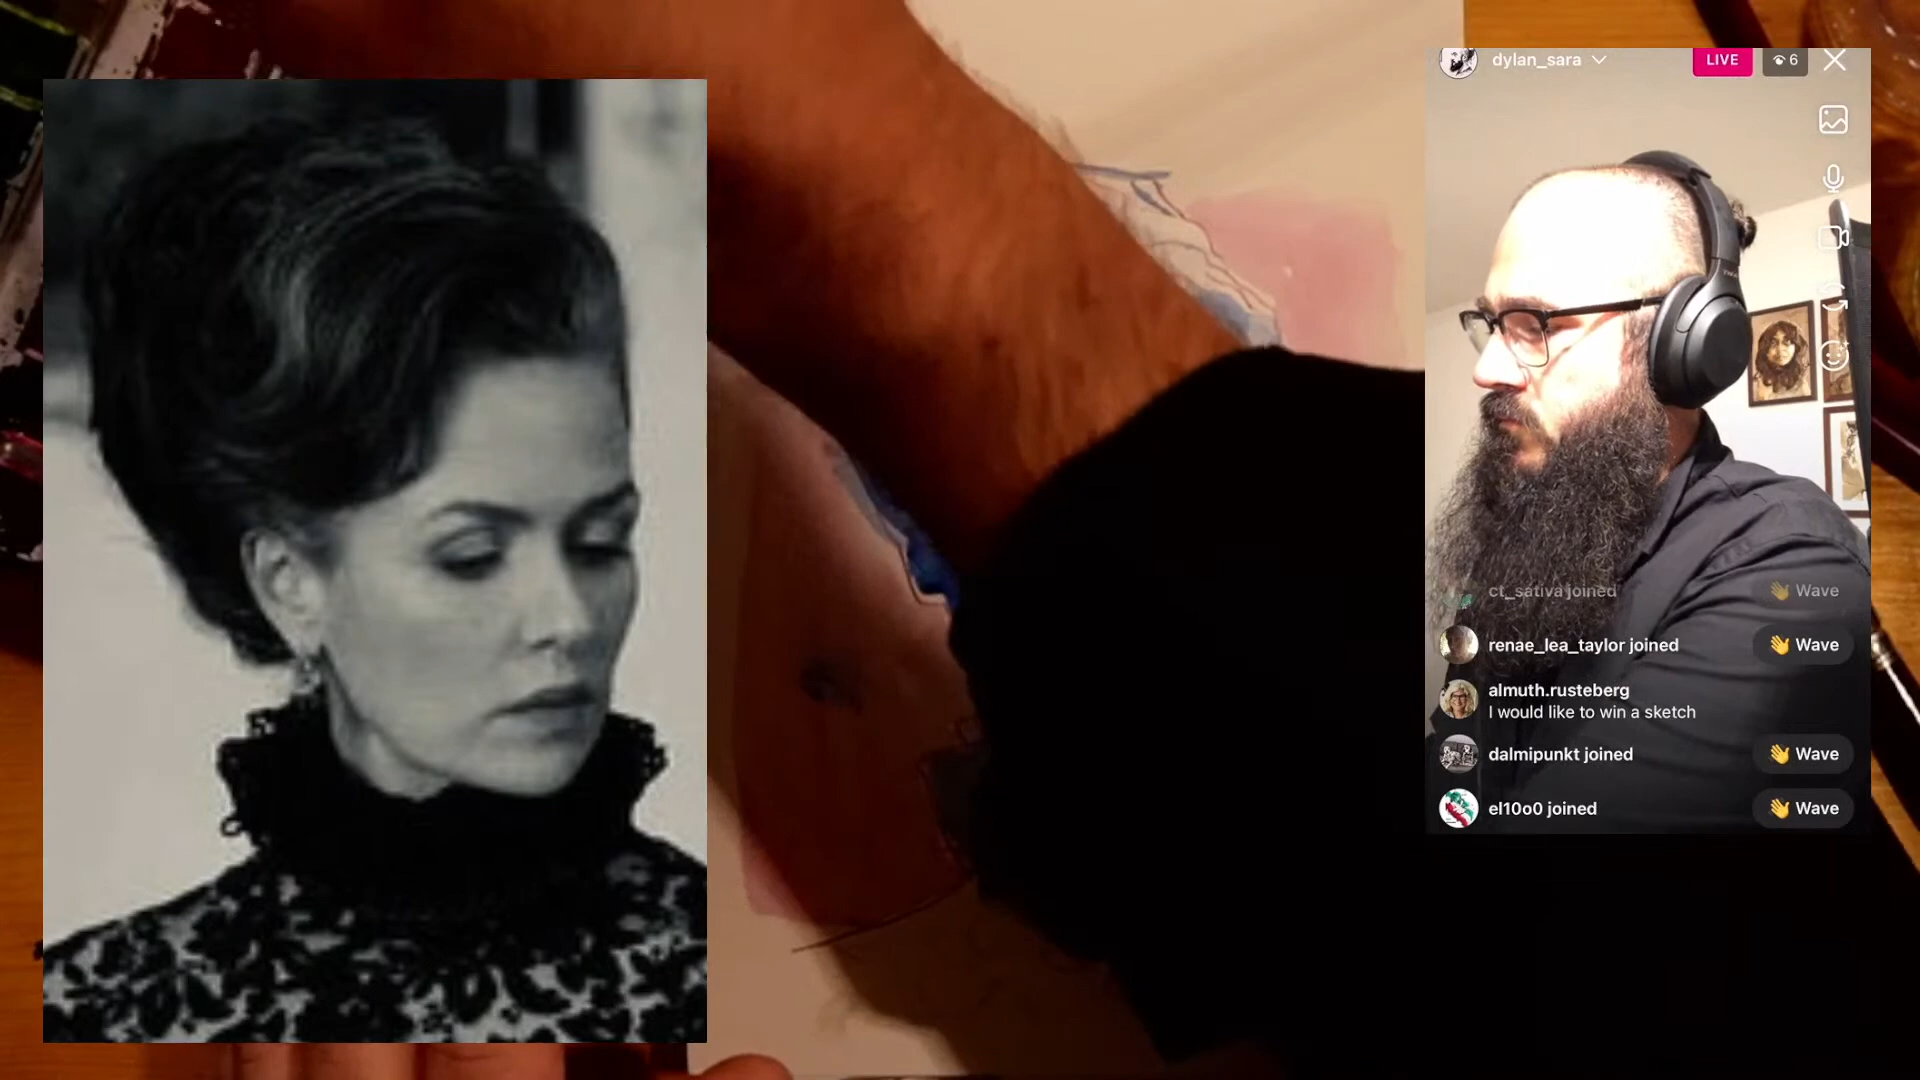 dylan_sara
LIVE
6
ct_sativa joined
Wave
renae_lea_taylor joined
Wave
almuth.rusteberg
I would like to win a sketch
dalmipunkt joined
Wave
el10o0 joined
Wave